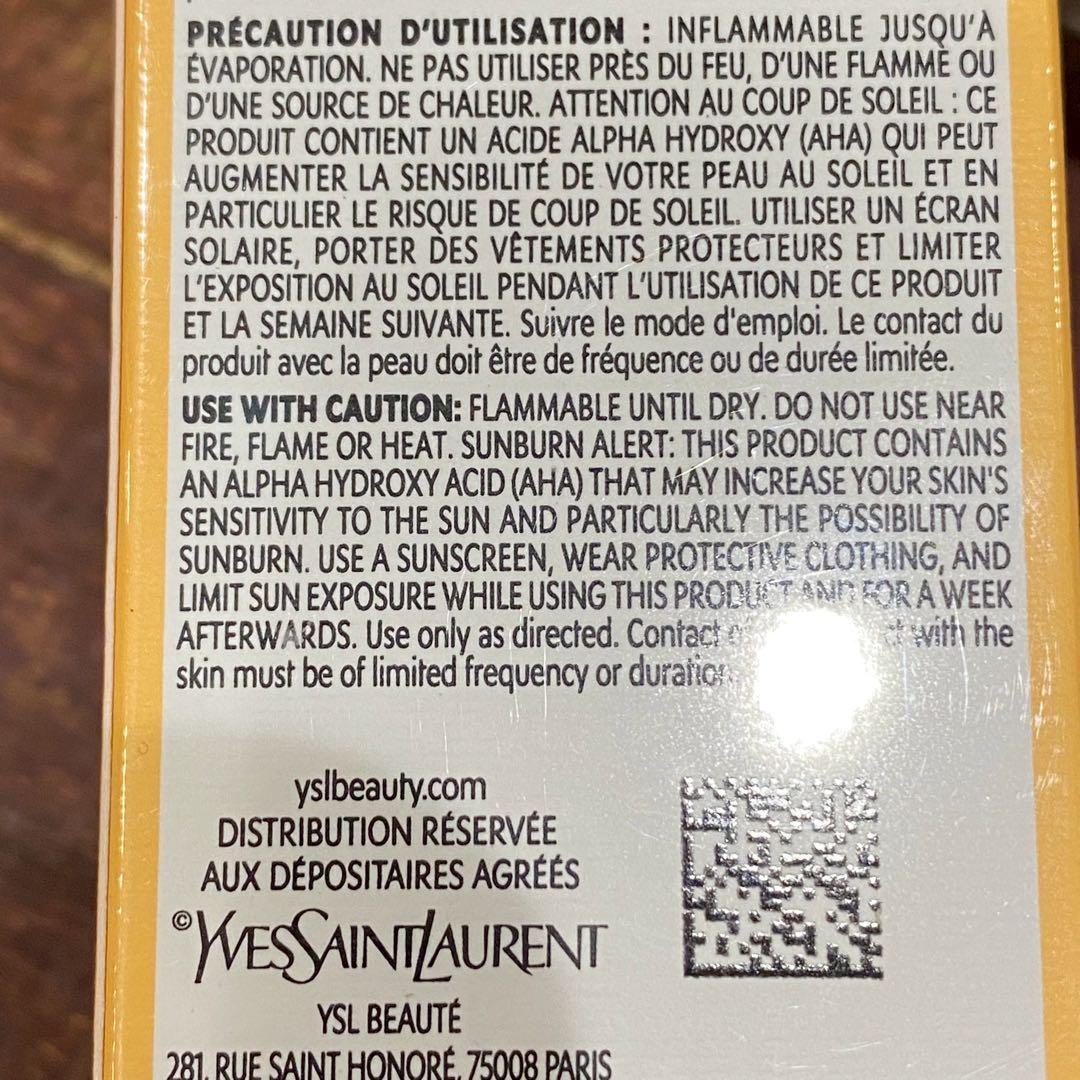 PRÉCAUTION D'UTILISATION : INFLAMMABLE JUSQU'À
ÉVAPORATION. NE PAS UTILISER PRÈS DU FEU, D'UNE FLAMME OU
D'UNE SOURCE DE CHALEUR. ATTENTION AU COUP DE SOLEIL : CE
PRODUIT CONTIENT UN ACIDE ALPHA HYDROXY (AHA) QUI PEUT
AUGMENTER LA SENSIBILITÉ DE VOTRE PEAU AU SOLEIL ET EN
PARTICULIER LE RISQUE DE COUP DE SOLEIL. UTILISER UN ÉCRAN
SOLAIRE, PORTER DES VÊTEMENTS PROTECTEURS ET LIMITER
L'EXPOSITION AU SOLEIL PENDANT L'UTILISATION DE CE PRODUIT
ET LA SEMAINE SUIVANTE. Suivre le mode d'emploi. Le contact du
produit avec la peau doit être de fréquence ou de durée limitée.
USE WITH CAUTION: FLAMMABLE UNTIL DRY. DO NOT USE NEAR
FIRE, FLAME OR HEAT. SUNBURN ALERT: THIS PRODUCT CONTAINS
AN ALPHA HYDROXY ACID (AHA) THAT MAY INCREASE YOUR SKIN'S
SENSITIVITY TO THE SUN AND PARTICULARLY THE POSSIBILITY OF
SUNBURN. USE A SUNSCREEN, WEAR PROTECTIVE CLOTHING, AND
LIMIT SUN EXPOSURE WHILE USING THIS PRODUCT AND FOR A WEEK
AFTERWARDS. Use only as directed. Contact with the
skin must be of limited frequency or duration.
yslbeauty.com
DISTRIBUTION RÉSERVÉE
AUX DÉPOSITAIRES AGRÉÉS
©YVESSAINTLAURENT
YSL BEAUTÉ
281, RUE SAINT HONORÉ, 75008 PARIS